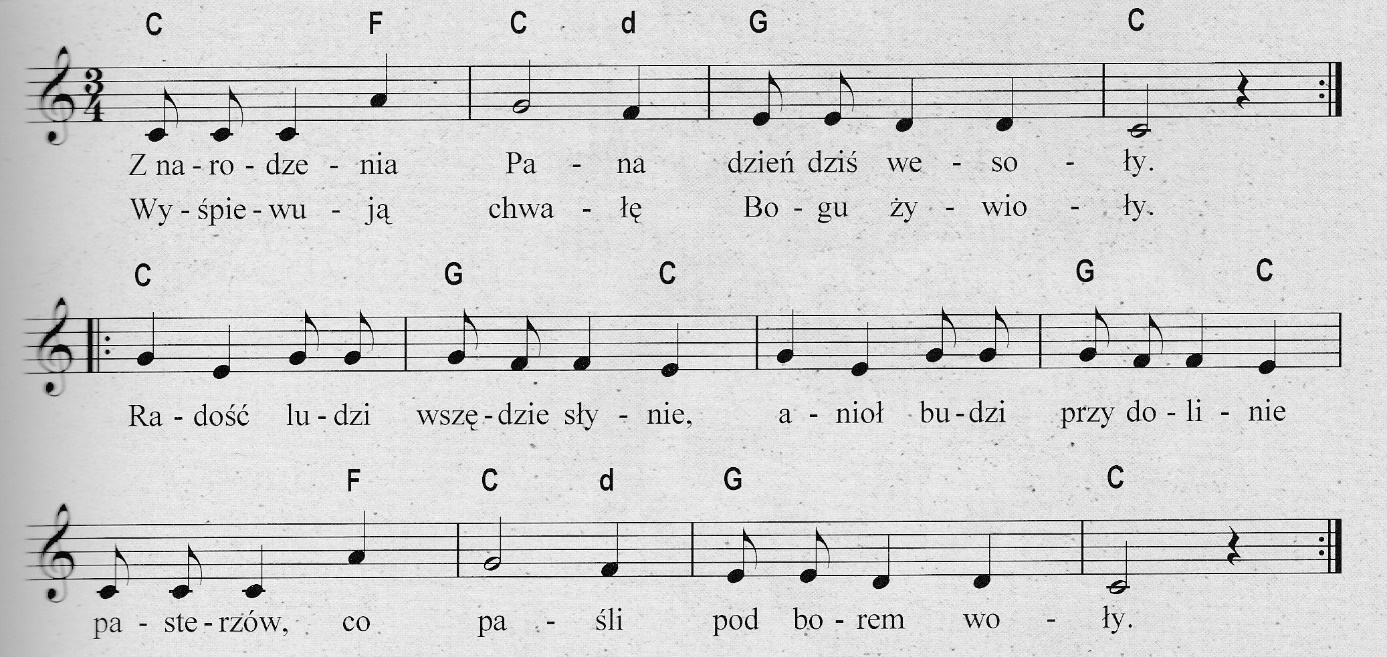 C F C d G C
3
4
Z na - ro - dze - nia Pa - na dzień dziś we - so - ły.
Wy - śpie - wu - ją chwa - łę Bo - gu ży - wio - ły.
C G C G C
Ra - dość lu - dzi wszę - dzie sły - nie, a - nioł bu - dzi przy do - li - nie
F C d G C
pa - ste - rzów, co pa - śli pod bo - rem wo - ły.